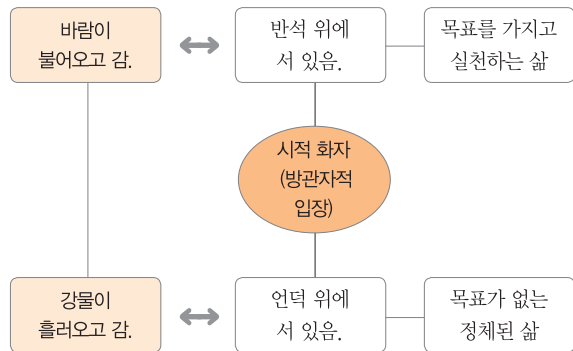 바람이
불어오고 감.
반석 위에
서 있음.
목표를 가지고
실천하는 삶
시적 화자
(방관자적
입장)
강물이
흘러오고 감.
언덕 위에
서 있음.
목표가 없는
정체된 삶